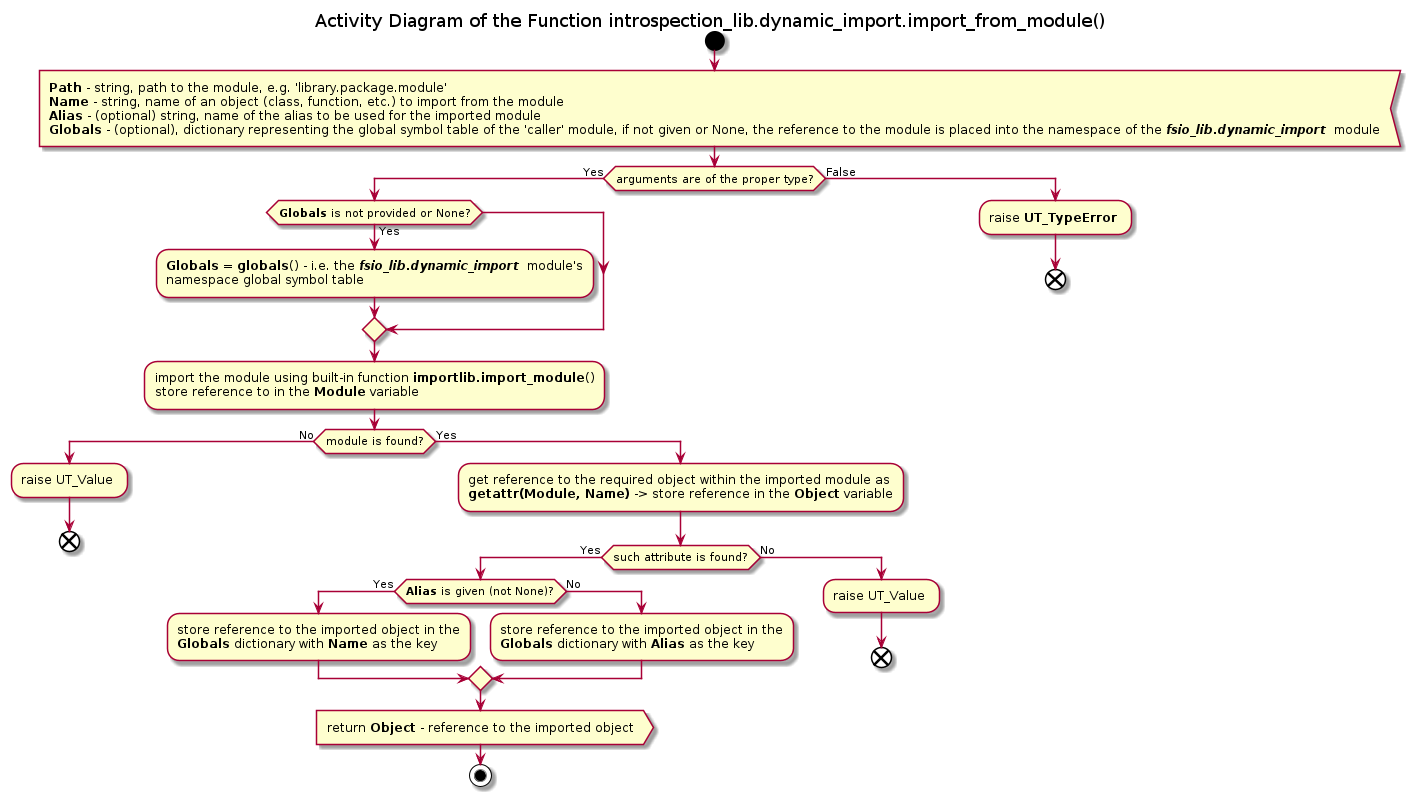 Activity Diagram of the Function introspection_lib.dynamic_import.import_from_module()
Path - string, path to the module, e.g. 'library.package.module'
Name - string, name of an object (class, function, etc.) to import from the module
Alias - (optional) string, name of the alias to be used for the imported module
Globals - (optional), dictionary representing the global symbol table of the 'caller' module, if not given or None, the reference to the module is placed into the namespace of the fsio_lib.dynamic_import module
Yes
arguments are of the proper type?
False
Globals is not provided or None?
Yes
raise UT_TypeError
Globals = globals() - i.e. the fsio_lib.dynamic_import module's
namespace global symbol table
import the module using built-in function importlib.import_module()
store reference to in the Module variable
No
module is found?
Yes
raise UT_Value
get reference to the required object within the imported module as
getattr(Module, Name) -> store reference in the Object variable
Yes
such attribute is found?
No
Yes
Alias is given (not None)?
No
raise UT_Value
store reference to the imported object in the
Globals dictionary with Name as the key
store reference to the imported object in the
Globals dictionary with Alias as the key
return Object - reference to the imported object